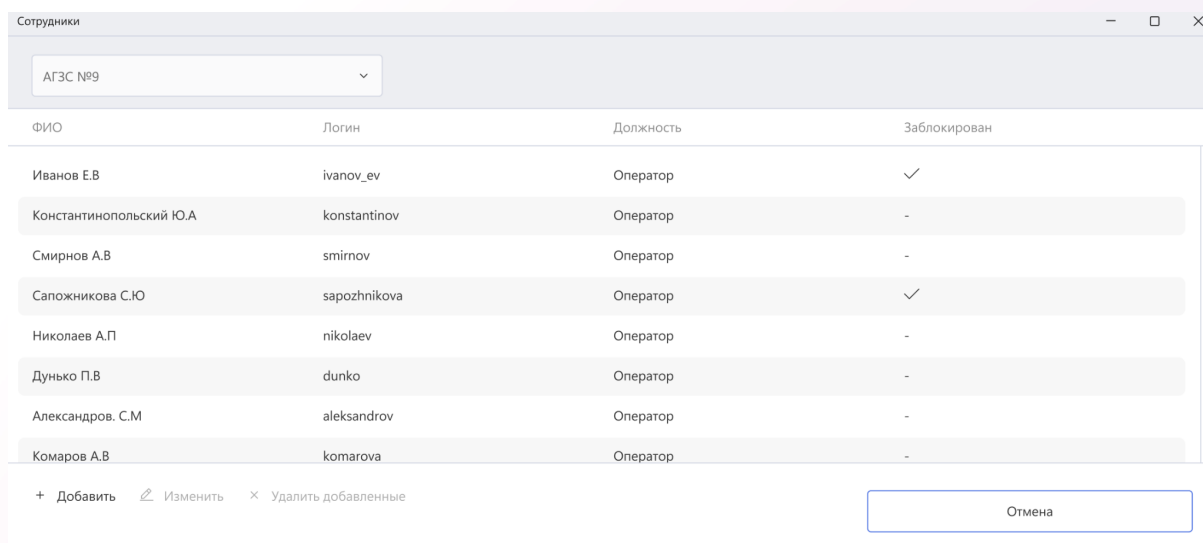 Сотрудники
АГЗС №9
ФИО Логин Должность Заблокирован
Иванов Е.В ivanov_ev Оператор ✓
Константинопольский Ю.А konstantinov Оператор -
Смирнов А.В smirnov Оператор -
Сапожникова С.Ю sapozhnikova Оператор ✓
Николаев А.П nikolaev Оператор -
Дунько П.В dunko Оператор -
Александров. С.М aleksandrov Оператор -
Комаров А.В komarova Оператор -
+ Добавить Изменить × Удалить добавленные
Отмена